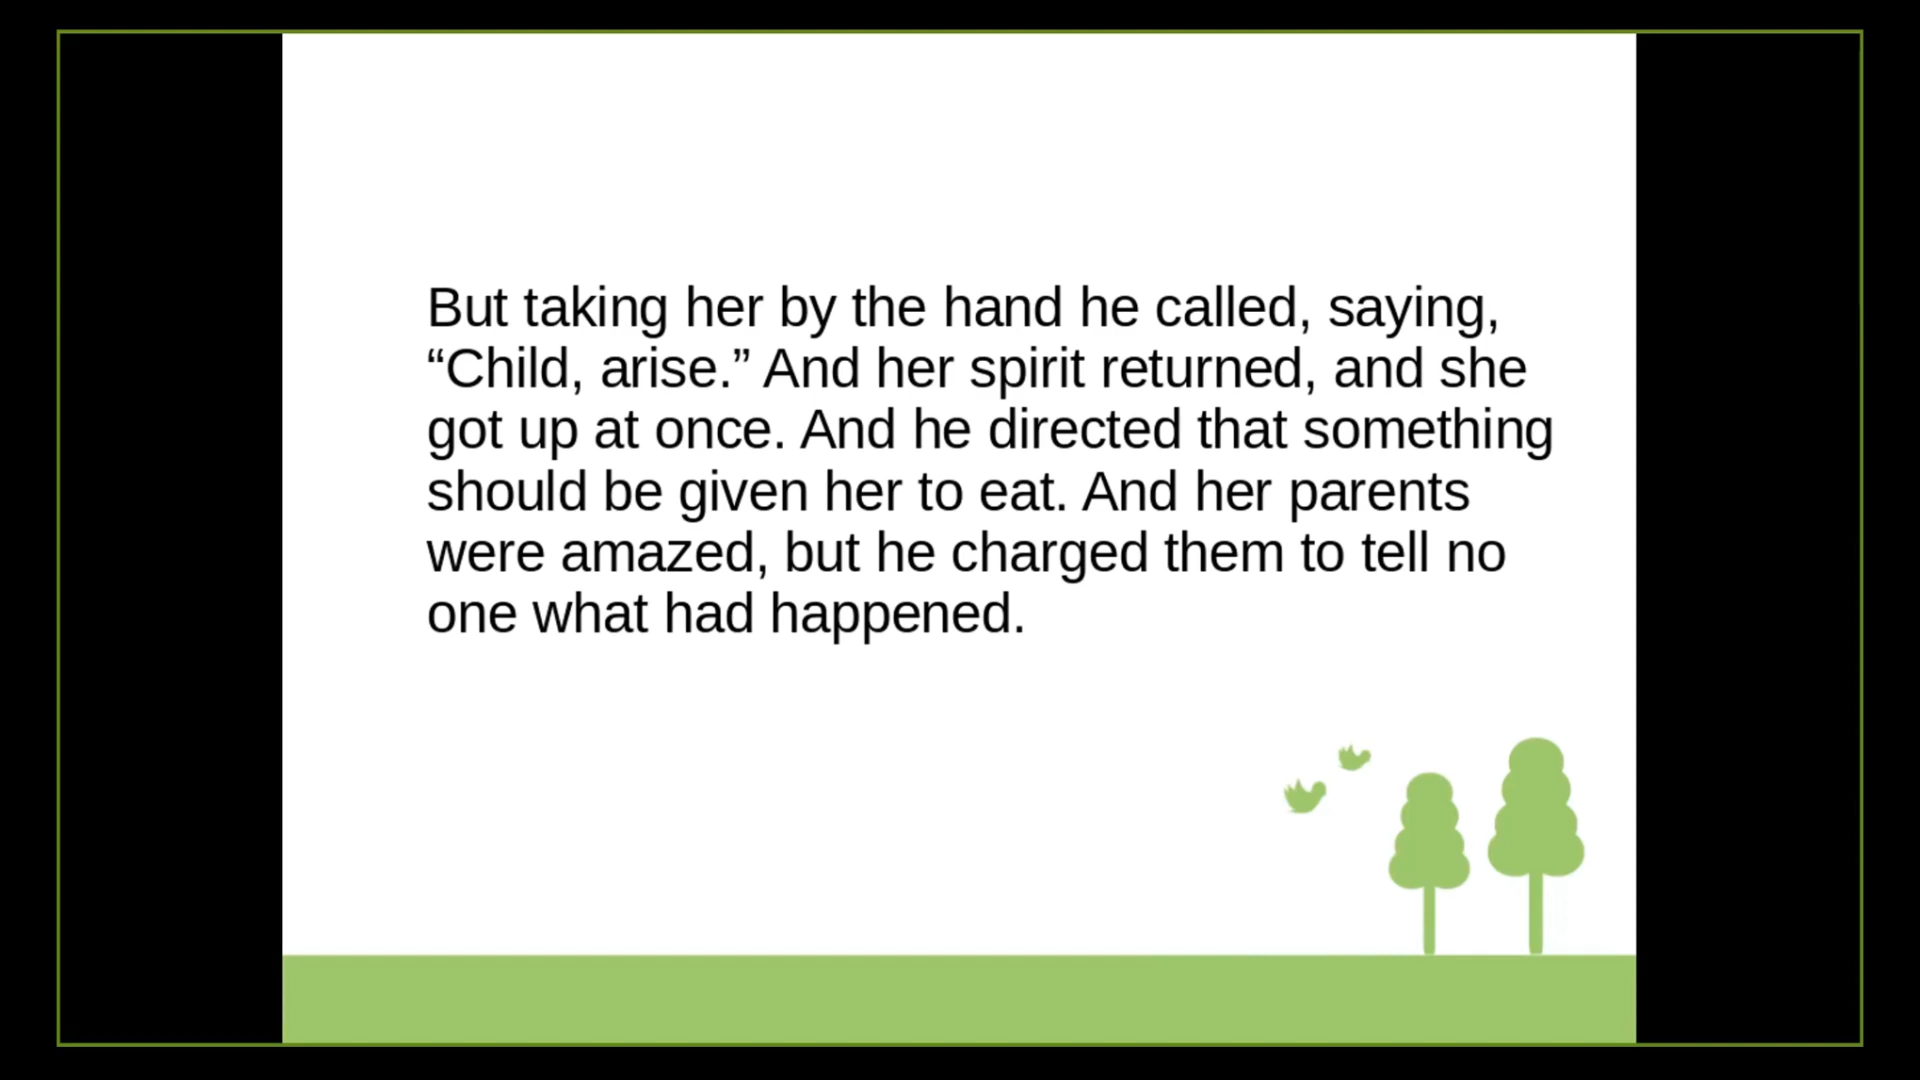 But taking her by the hand he called, saying,
“Child, arise.” And her spirit returned, and she
got up at once. And he directed that something
should be given her to eat. And her parents
were amazed, but he charged them to tell no
one what had happened.